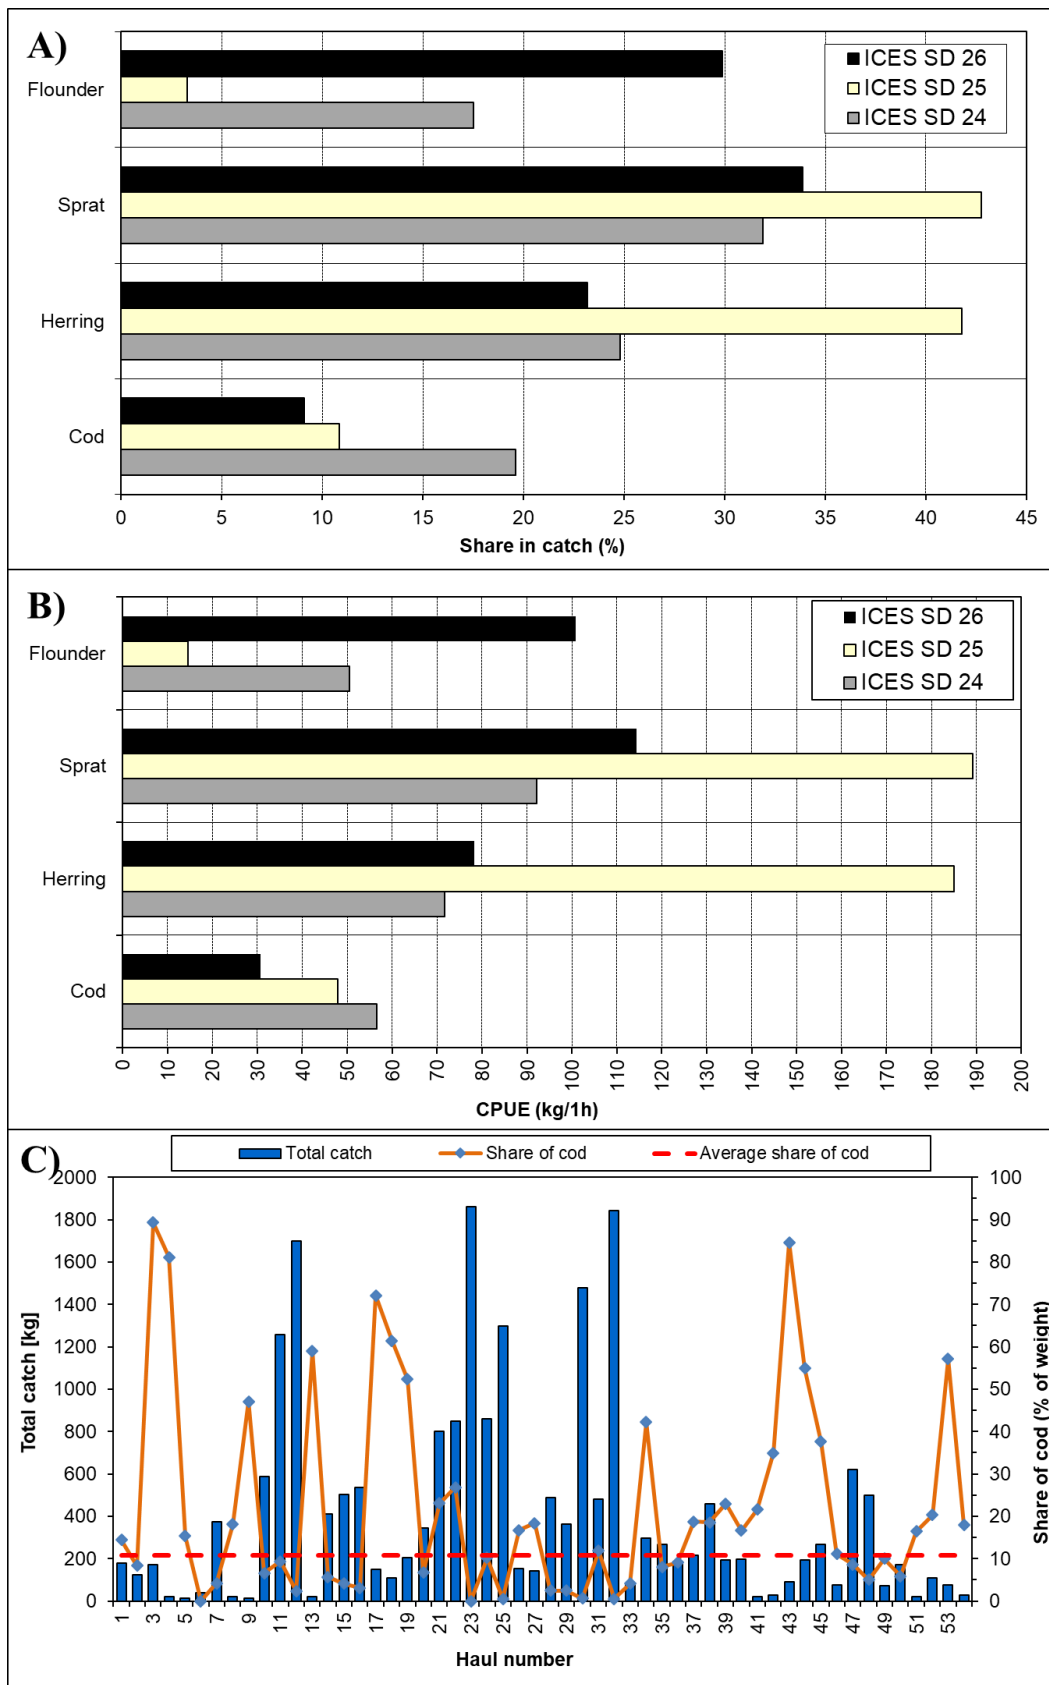 A)
ICES SD 26
ICES SD 25
ICES SD 24
Flounder
Sprat
Herring
Cod
0 5 10 15 20 25 30 35 40 45
Share in catch (%)
B)
ICES SD 26
ICES SD 25
ICES SD 24
Flounder
Sprat
Herring
Cod
0 10 20 30 40 50 60 70 80 90 100 110 120 130 140 150 160 170 180 190 200
CPUE (kg/1h)
C)
Total catch Share of cod Average share of cod
2000 100
1800 90
1600 80
1400 70
1200 60
1000 50
800 40
600 30
400 20
200 10
0 0
Total catch [kg]
Share of cod (% of weight)
1 3 5 7 9 11 13 15 17 19 21 23 25 27 29 31 33 35 37 39 41 43 45 47 49 51 53
Haul number